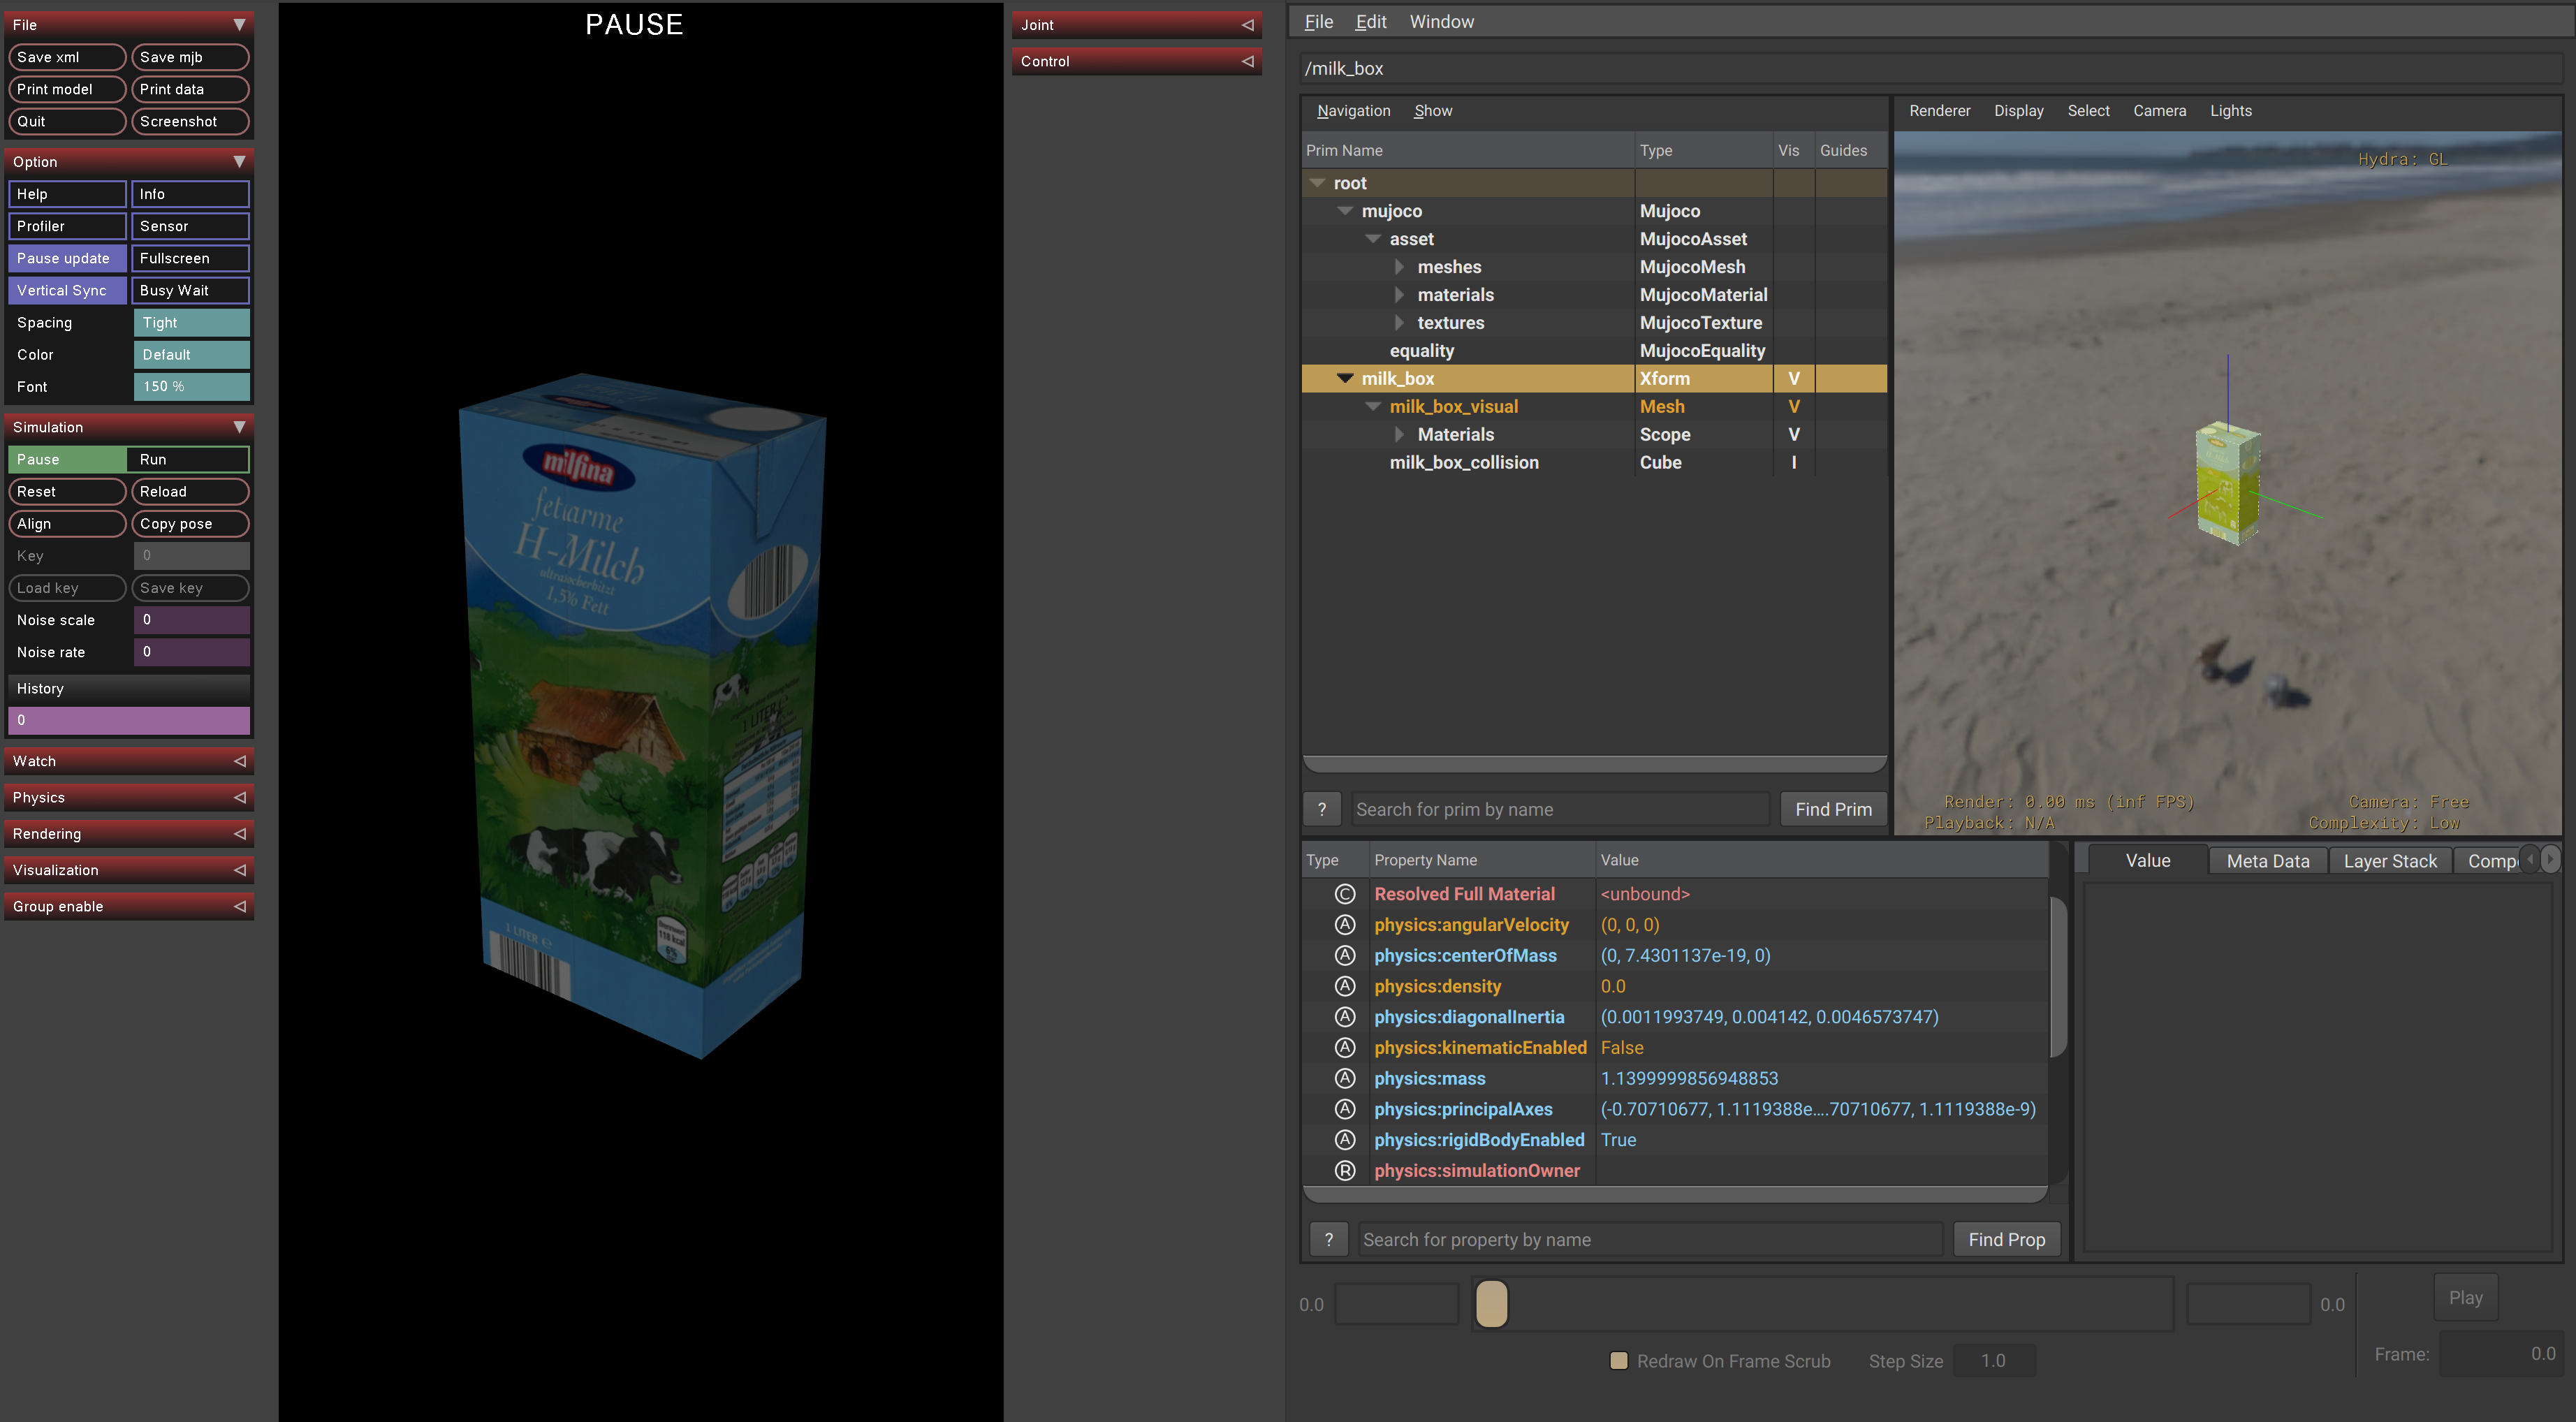 File
Save xml
Save mjb
Print model
Print data
Quit
Screenshot
Option
Help
Info
Profiler
Sensor
Pause update
Fullscreen
Vertical Sync
Busy Wait
Spacing
Tight
Color
Default
Font
150 %
Simulation
Pause
Run
Reset
Reload
Align
Copy pose
Key
0
Load key
Save key
Noise scale
0
Noise rate
0
History
0
Watch
Physics
Rendering
Visualization
Group enable
PAUSE
milfina
fettarme
H-Milch
ultrahocherhitzt
1,5% Fett
1 LITER
1 LITER e
Joint
Control
File Edit Window
/milk_box
Navigation Show
Prim Name Type Vis Guides
root
mujoco Mujoco
asset MujocoAsset
meshes MujocoMesh
materials MujocoMaterial
textures MujocoTexture
equality MujocoEquality
milk_box Xform V
milk_box_visual Mesh V
Materials Scope V
milk_box_collision Cube I
? Search for prim by name Find Prim
Renderer Display Select Camera Lights
Hydra: GL
Render: 0.00 ms (inf FPS)
Playback: N/A
Camera: Free
Complexity: Low
Type Property Name Value
C Resolved Full Material <unbound>
A physics:angularVelocity (0, 0, 0)
A physics:centerOfMass (0, 7.4301137e-19, 0)
A physics:density 0.0
A physics:diagonalInertia (0.0011993749, 0.004142, 0.0046573747)
A physics:kinematicEnabled False
A physics:mass 1.1399999856948853
A physics:principalAxes (-0.70710677, 1.1119388e....70710677, 1.1119388e-9)
A physics:rigidBodyEnabled True
R physics:simulationOwner
? Search for property by name Find Prop
Value Meta Data Layer Stack Comp
0.0
0.0
Play
Redraw On Frame Scrub Step Size 1.0
Frame: 0.0